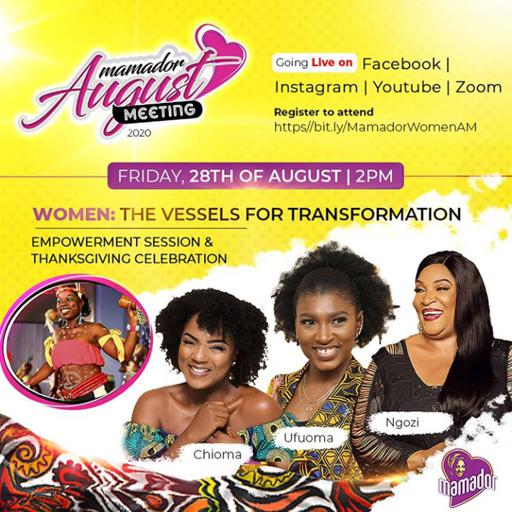 mamador
August
MEETING
2020
Going Live on Facebook |
Instagram | Youtube | Zoom
Register to attend
https//bit.ly/MamadorWomenAM
FRIDAY, 28TH OF AUGUST | 2PM
WOMEN: THE VESSELS FOR TRANSFORMATION
EMPOWERMENT SESSION &
THANKSGIVING CELEBRATION
Chioma
Ufuoma
Ngozi
mamador